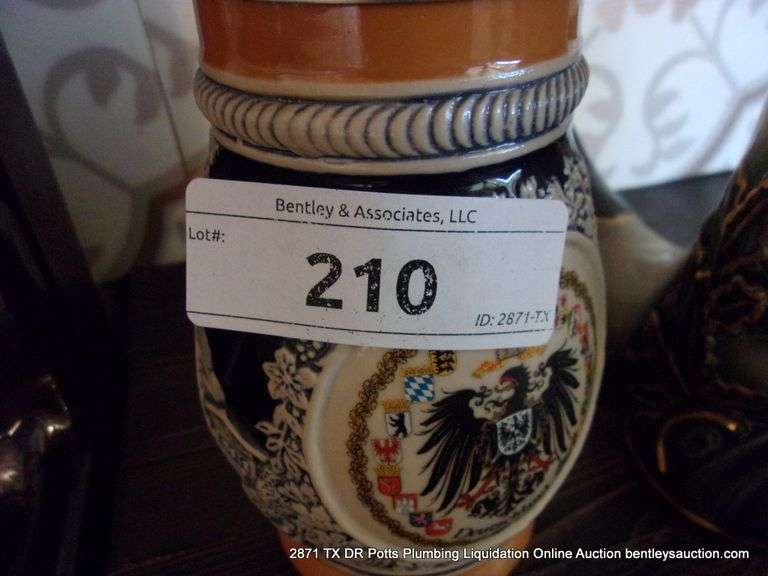 Bentley & Associates, LLC
Lot#:
210
ID: 2871-TX
2871 TX DR Potts Plumbing Liquidation Online Auction bentleysauction.com